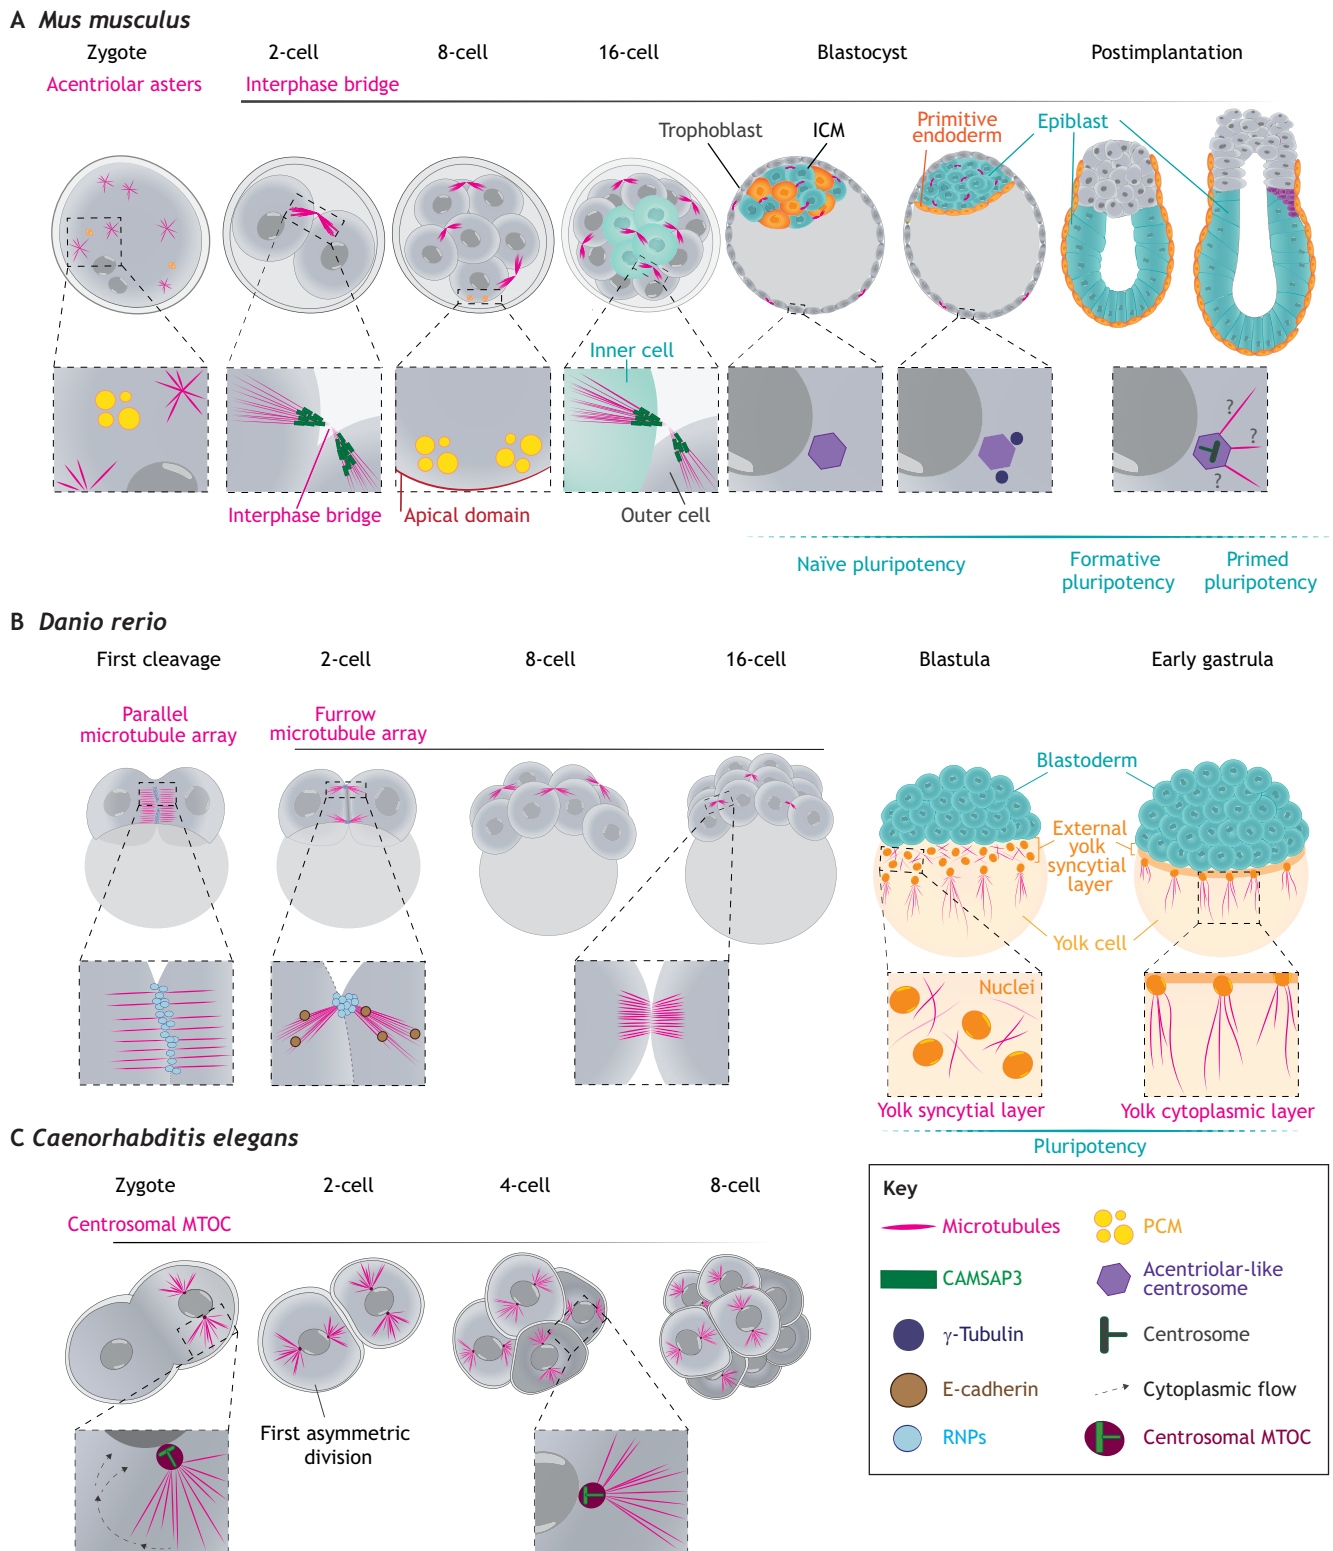 A Mus musculus
Zygote
2-cell
8-cell
16-cell
Blastocyst
Postimplantation
Acentriolar asters
Interphase bridge
Trophoblast
ICM
Primitive
endoderm
Epiblast
Inner cell
?
?
?
Interphase bridge
Apical domain
Outer cell
Naïve pluripotency
Formative
pluripotency
Primed
pluripotency
B Danio rerio
First cleavage
2-cell
8-cell
16-cell
Blastula
Early gastrula
Parallel
microtubule array
Furrow
microtubule array
Blastoderm
External
yolk
syncytial
layer
Yolk cell
Nuclei
Yolk syncytial layer
Yolk cytoplasmic layer
Pluripotency
C Caenorhabditis elegans
Zygote
2-cell
4-cell
8-cell
Centrosomal MTOC
First asymmetric
division
Key
Microtubules
PCM
CAMSAP3
Acentriolar-like
centrosome
γ-Tubulin
Centrosome
E-cadherin
Cytoplasmic flow
RNPs
Centrosomal MTOC